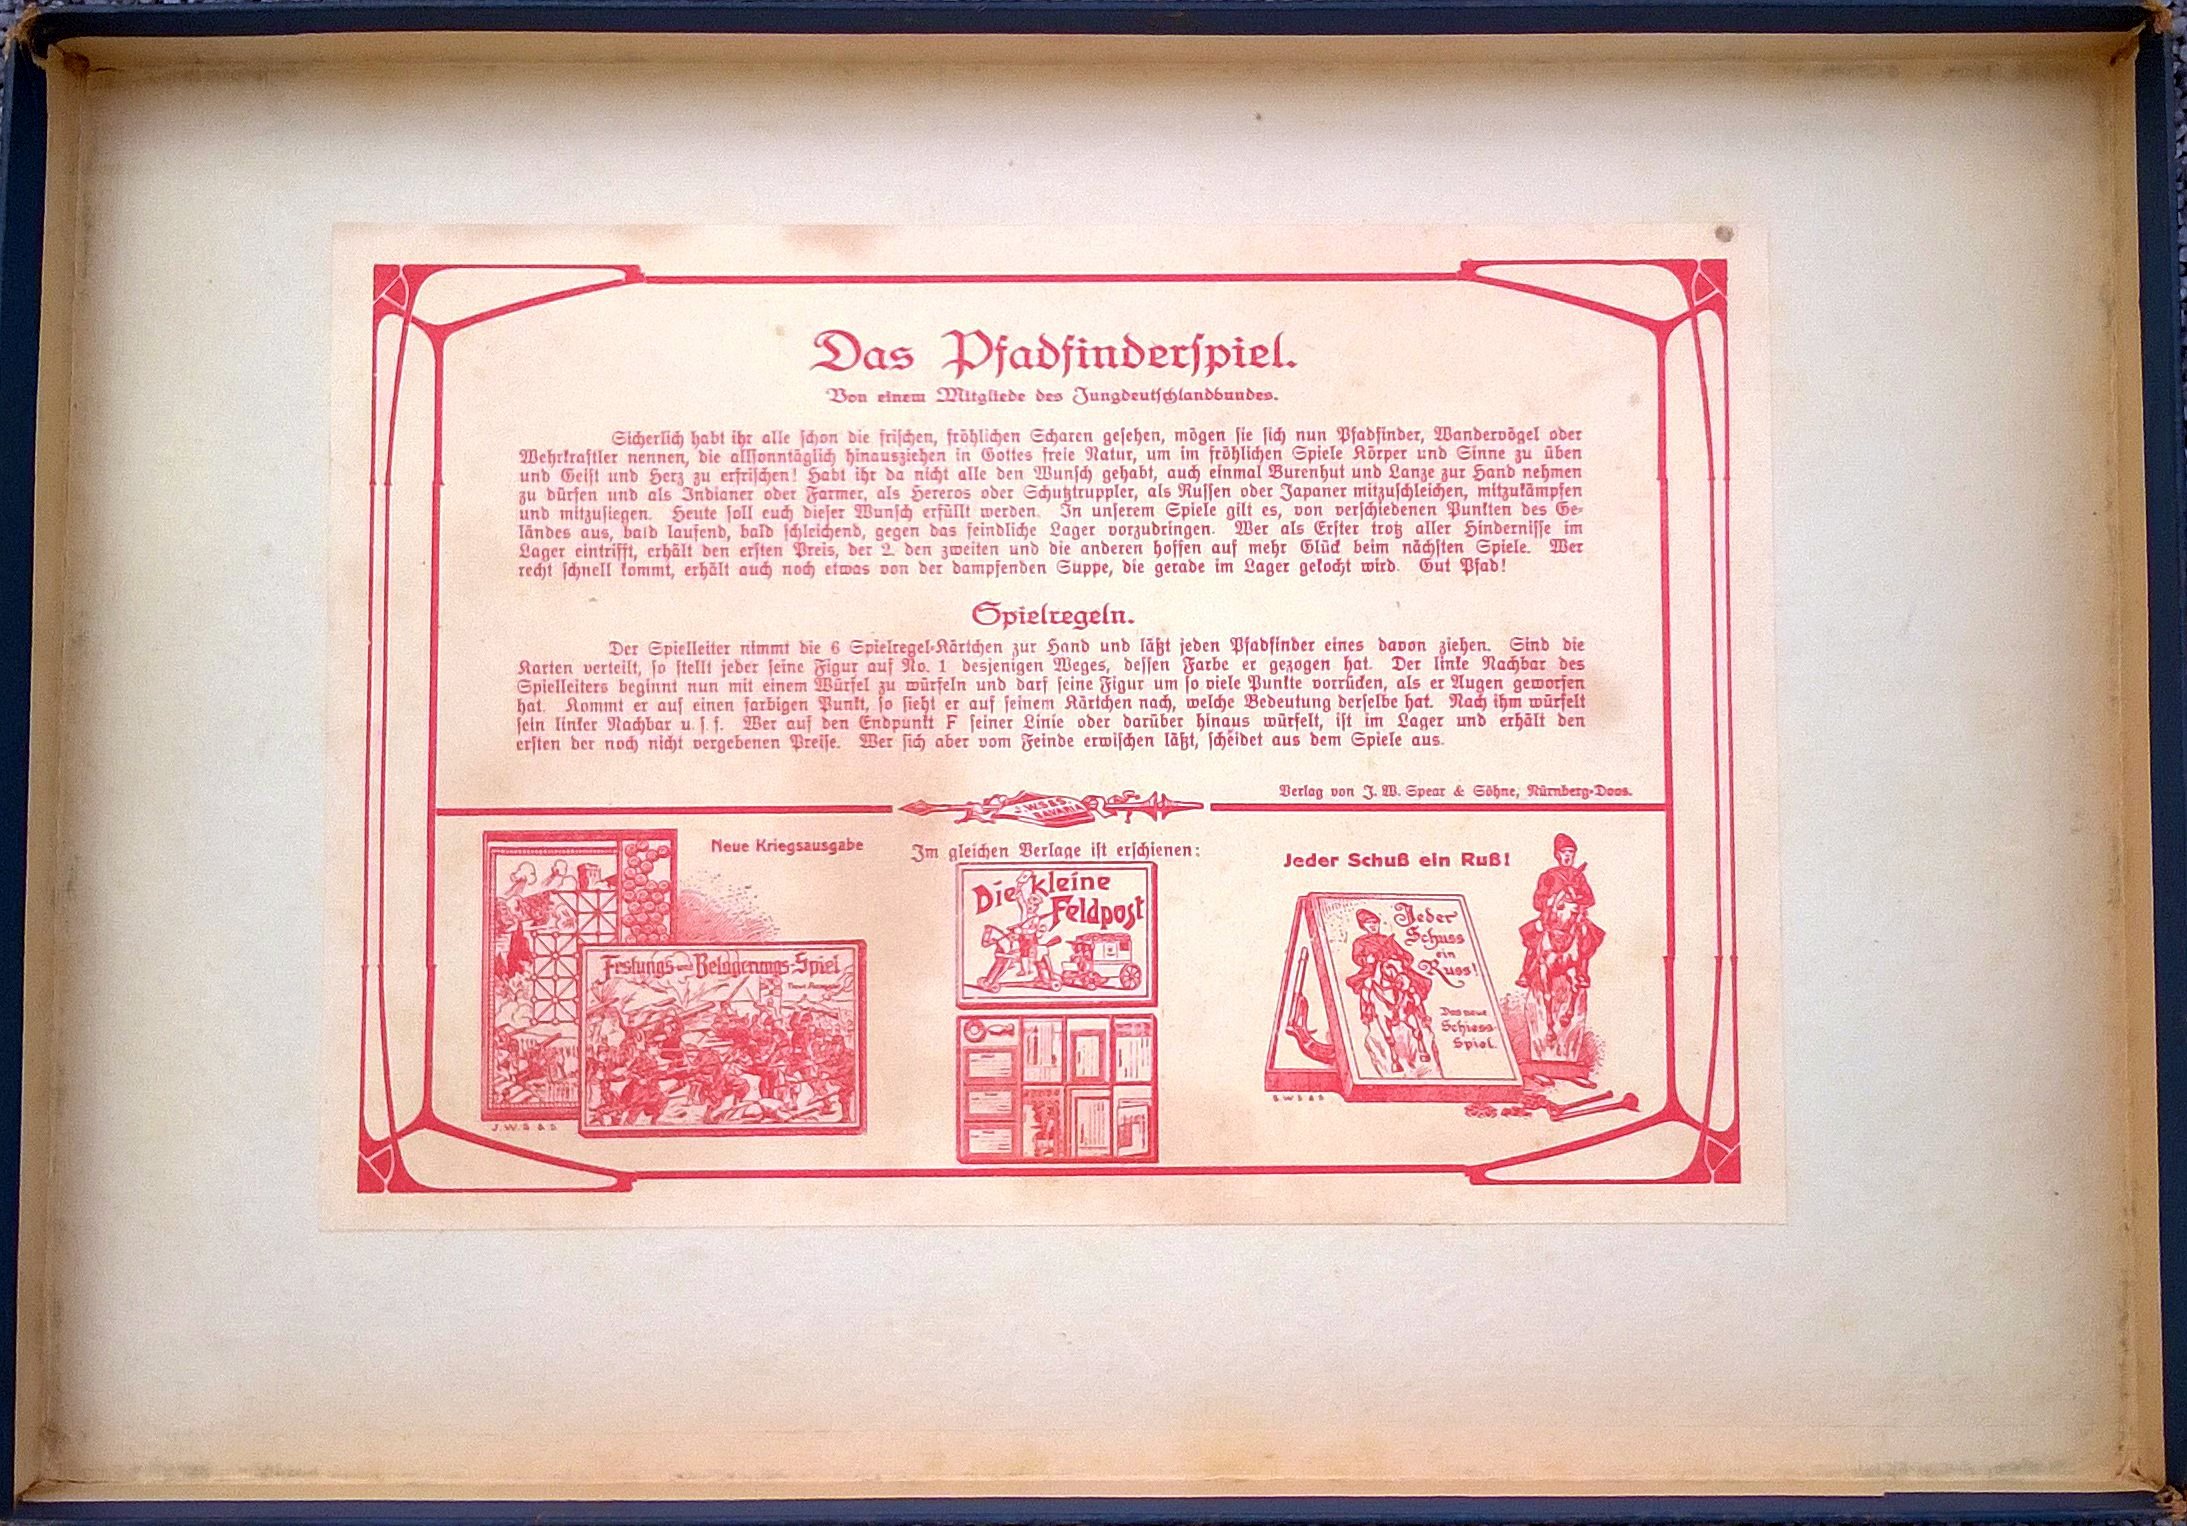 Das Pfadfinderspiel.
Von einem Mitgliede des Jungdeutschlandbundes.
Sicherlich habt ihr alle schon die frischen, fröhlichen Scharen gesehen, mögen sie sich nun Pfadfinder, Wandervögel oder
Wehrkraftler nennen, die allsonntäglich hinausziehen in Gottes freie Natur, um im fröhlichen Spiele Körper und Sinne zu üben
und Geist und Herz zu erfrischen! Habt ihr da nicht alle den Wunsch gehabt, auch einmal Burenhut und Lanze zur Hand nehmen
zu dürfen und als Indianer oder Farmer, als Hereros oder Schutztruppler, als Russen oder Japaner mitzuschleichen, mitzukämpfen
und mitzusiegen. Heute soll euch dieser Wunsch erfüllt werden. In unserem Spiele gilt es, von verschiedenen Punkten des Ge-
ländes aus, bald laufend, bald schleichend, gegen das feindliche Lager vorzudringen. Wer als Erster trotz aller Hindernisse im
Lager eintrifft, erhält den ersten Preis, der 2. den zweiten und die anderen hoffen auf mehr Glück beim nächsten Spiele. Wer
recht schnell kommt, erhält auch noch etwas von der dampfenden Suppe, die gerade im Lager gekocht wird. Gut Pfad!
Spielregeln.
Der Spielleiter nimmt die 6 Spielregel-Kärtchen zur Hand und läßt jeden Pfadfinder eines davon ziehen. Sind die
Karten verteilt, so stellt jeder seine Figur auf No. 1 desjenigen Weges, dessen Farbe er gezogen hat. Der linke Nachbar des
Spielleiters beginnt nun mit einem Würfel zu würfeln und darf seine Figur um so viele Punkte vorrücken, als er Augen geworfen
hat. Kommt er auf einen farbigen Punkt, so sieht er auf seinem Kärtchen nach, welche Bedeutung derselbe hat. Nach ihm würfelt
sein linker Nachbar u. s. f. Wer auf den Endpunkt F seiner Linie oder darüber hinaus würfelt, ist im Lager und erhält den
ersten der noch nicht vergebenen Preise. Wer sich aber vom Feinde erwischen läßt, scheidet aus dem Spiele aus.
Verlag von J. W. Spear & Söhne, Nürnberg-Doos.
J.W.S&S.
BAVARIA
Neue Kriegsausgabe
Festungs- und Belagerungs-Spiel
J.W.S & S
Im gleichen Verlage ist erschienen:
Die kleine
Feldpost
Jeder Schuß ein Ruß!
Jeder
Schuss
ein
Russ!
Das neue
Schiess-
Spiel.